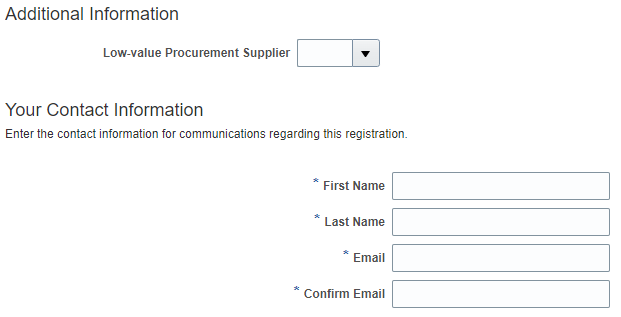 Additional Information
Low-value Procurement Supplier
Your Contact Information
Enter the contact information for communications regarding this registration.
* First Name
* Last Name
* Email
* Confirm Email